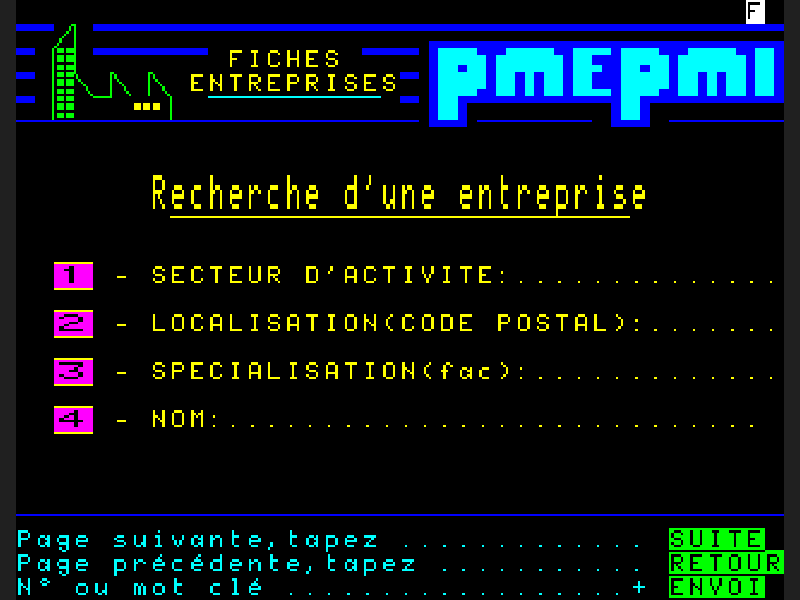 F
FICHES
ENTREPRISES
pmepmi
Recherche d'une entreprise
1 - SECTEUR D'ACTIVITE:..............
2 - LOCALISATION(CODE POSTAL):.......
3 - SPECIALISATION(fac):.............
4 - NOM:............................
Page suivante,tapez ............. SUITE
Page précédente,tapez ........... RETOUR
N° ou mot clé ..................+ ENVOI